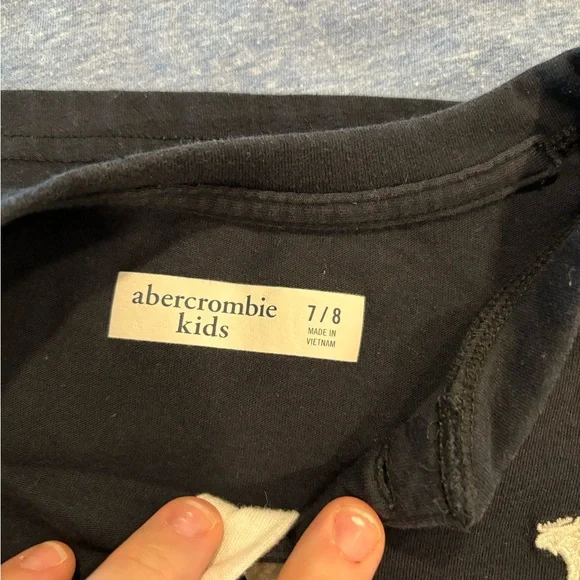 abercrombie
kids
7/8
MADE IN
VIETNAM